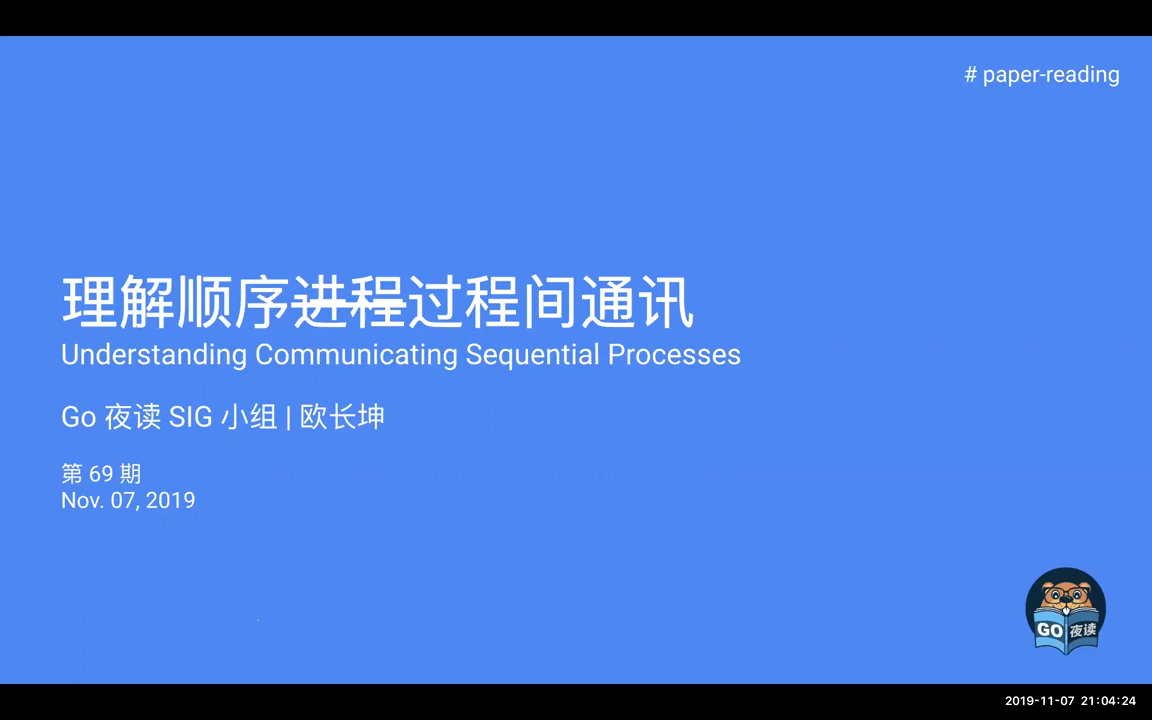 # paper-reading
理解顺序进程过程间通讯
Understanding Communicating Sequential Processes
Go 夜读 SIG 小组 | 欧长坤
第 69 期
Nov. 07, 2019
GO 夜读
2019-11-07 21:04:24